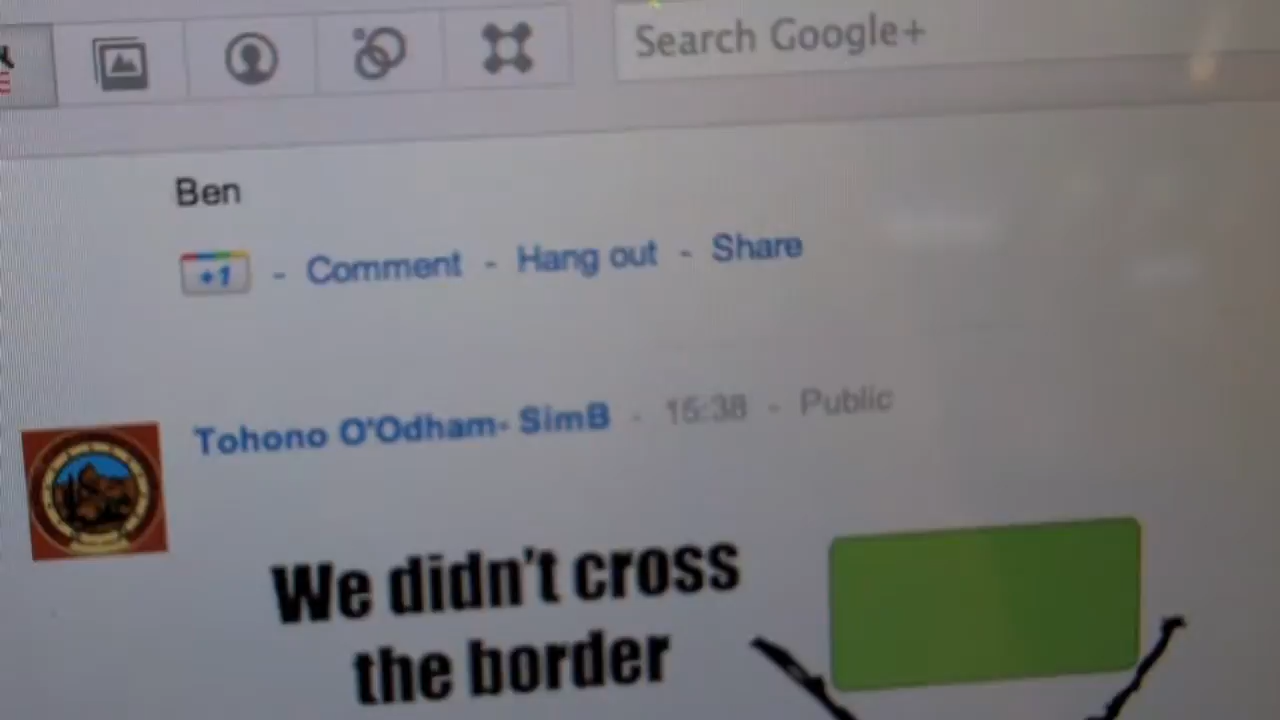 Search Google+
Ben
+1 - Comment - Hang out - Share
Tohono O'Odham- SimB - 15:38 - Public
We didn't cross
the border